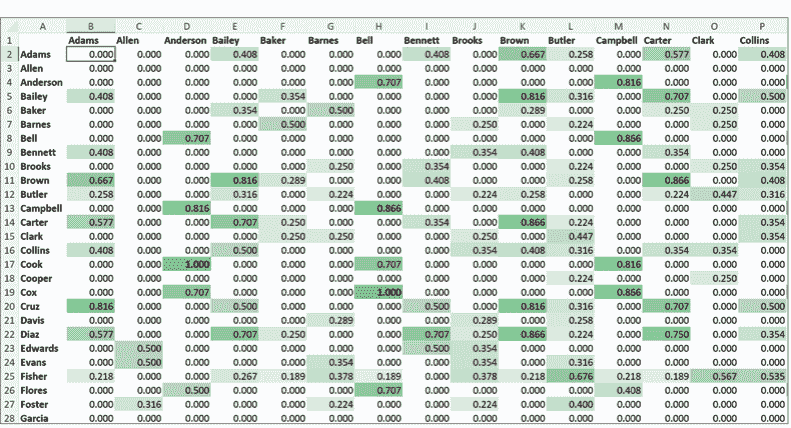 A B C D E F G H I J K L M N O P
1 Adams Allen Anderson Bailey Baker Barnes Bell Bennett Brooks Brown Butler Campbell Carter Clark Collins
2 Adams 0.000 0.000 0.000 0.408 0.000 0.000 0.000 0.408 0.000 0.667 0.258 0.000 0.577 0.000 0.408
3 Allen 0.000 0.000 0.000 0.000 0.000 0.000 0.000 0.000 0.000 0.000 0.000 0.000 0.000 0.000 0.000
4 Anderson 0.000 0.000 0.000 0.000 0.000 0.000 0.707 0.000 0.000 0.000 0.000 0.816 0.000 0.000 0.000
5 Bailey 0.408 0.000 0.000 0.000 0.354 0.000 0.000 0.000 0.000 0.816 0.316 0.000 0.707 0.000 0.500
6 Baker 0.000 0.000 0.000 0.354 0.000 0.500 0.000 0.000 0.000 0.289 0.000 0.000 0.250 0.250 0.000
7 Barnes 0.000 0.000 0.000 0.000 0.500 0.000 0.000 0.000 0.250 0.000 0.224 0.000 0.000 0.250 0.000
8 Bell 0.000 0.000 0.707 0.000 0.000 0.000 0.000 0.000 0.000 0.000 0.000 0.866 0.000 0.000 0.000
9 Bennett 0.408 0.000 0.000 0.000 0.000 0.000 0.000 0.000 0.354 0.408 0.000 0.000 0.354 0.000 0.000
10 Brooks 0.000 0.000 0.000 0.000 0.000 0.250 0.000 0.354 0.000 0.000 0.224 0.000 0.000 0.250 0.354
11 Brown 0.667 0.000 0.000 0.816 0.289 0.000 0.000 0.408 0.000 0.000 0.258 0.000 0.866 0.000 0.408
12 Butler 0.258 0.000 0.000 0.316 0.000 0.224 0.000 0.000 0.224 0.258 0.000 0.000 0.224 0.447 0.316
13 Campbell 0.000 0.000 0.816 0.000 0.000 0.000 0.866 0.000 0.000 0.000 0.000 0.000 0.000 0.000 0.000
14 Carter 0.577 0.000 0.000 0.707 0.250 0.000 0.000 0.354 0.000 0.866 0.224 0.000 0.000 0.000 0.354
15 Clark 0.000 0.000 0.000 0.000 0.250 0.250 0.000 0.000 0.250 0.000 0.447 0.000 0.000 0.000 0.354
16 Collins 0.408 0.000 0.000 0.500 0.000 0.000 0.000 0.000 0.354 0.408 0.316 0.000 0.354 0.354 0.000
17 Cook 0.000 0.000 1.000 0.000 0.000 0.000 0.707 0.000 0.000 0.000 0.000 0.816 0.000 0.000 0.000
18 Cooper 0.000 0.000 0.000 0.000 0.000 0.000 0.000 0.000 0.000 0.000 0.224 0.000 0.000 0.250 0.000
19 Cox 0.000 0.000 0.707 0.000 0.000 0.000 1.000 0.000 0.000 0.000 0.000 0.866 0.000 0.000 0.000
20 Cruz 0.816 0.000 0.000 0.500 0.000 0.000 0.000 0.500 0.000 0.816 0.316 0.000 0.707 0.000 0.500
21 Davis 0.000 0.000 0.000 0.000 0.000 0.289 0.000 0.000 0.289 0.000 0.258 0.000 0.000 0.000 0.000
22 Diaz 0.577 0.000 0.000 0.707 0.250 0.000 0.000 0.707 0.250 0.866 0.224 0.000 0.750 0.000 0.354
23 Edwards 0.000 0.500 0.000 0.000 0.000 0.000 0.000 0.500 0.354 0.000 0.000 0.000 0.000 0.000 0.000
24 Evans 0.000 0.500 0.000 0.000 0.000 0.354 0.000 0.000 0.354 0.000 0.316 0.000 0.000 0.000 0.000
25 Fisher 0.218 0.000 0.000 0.267 0.189 0.378 0.189 0.000 0.378 0.218 0.676 0.218 0.189 0.567 0.535
26 Flores 0.000 0.000 0.500 0.000 0.000 0.000 0.707 0.000 0.000 0.000 0.000 0.408 0.000 0.000 0.000
27 Foster 0.000 0.316 0.000 0.000 0.000 0.224 0.000 0.000 0.224 0.000 0.400 0.000 0.000 0.000 0.000
28 Garcia 0.000 0.000 0.000 0.000 0.000 0.000 0.000 0.000 0.000 0.000 0.000 0.000 0.000 0.000 0.000